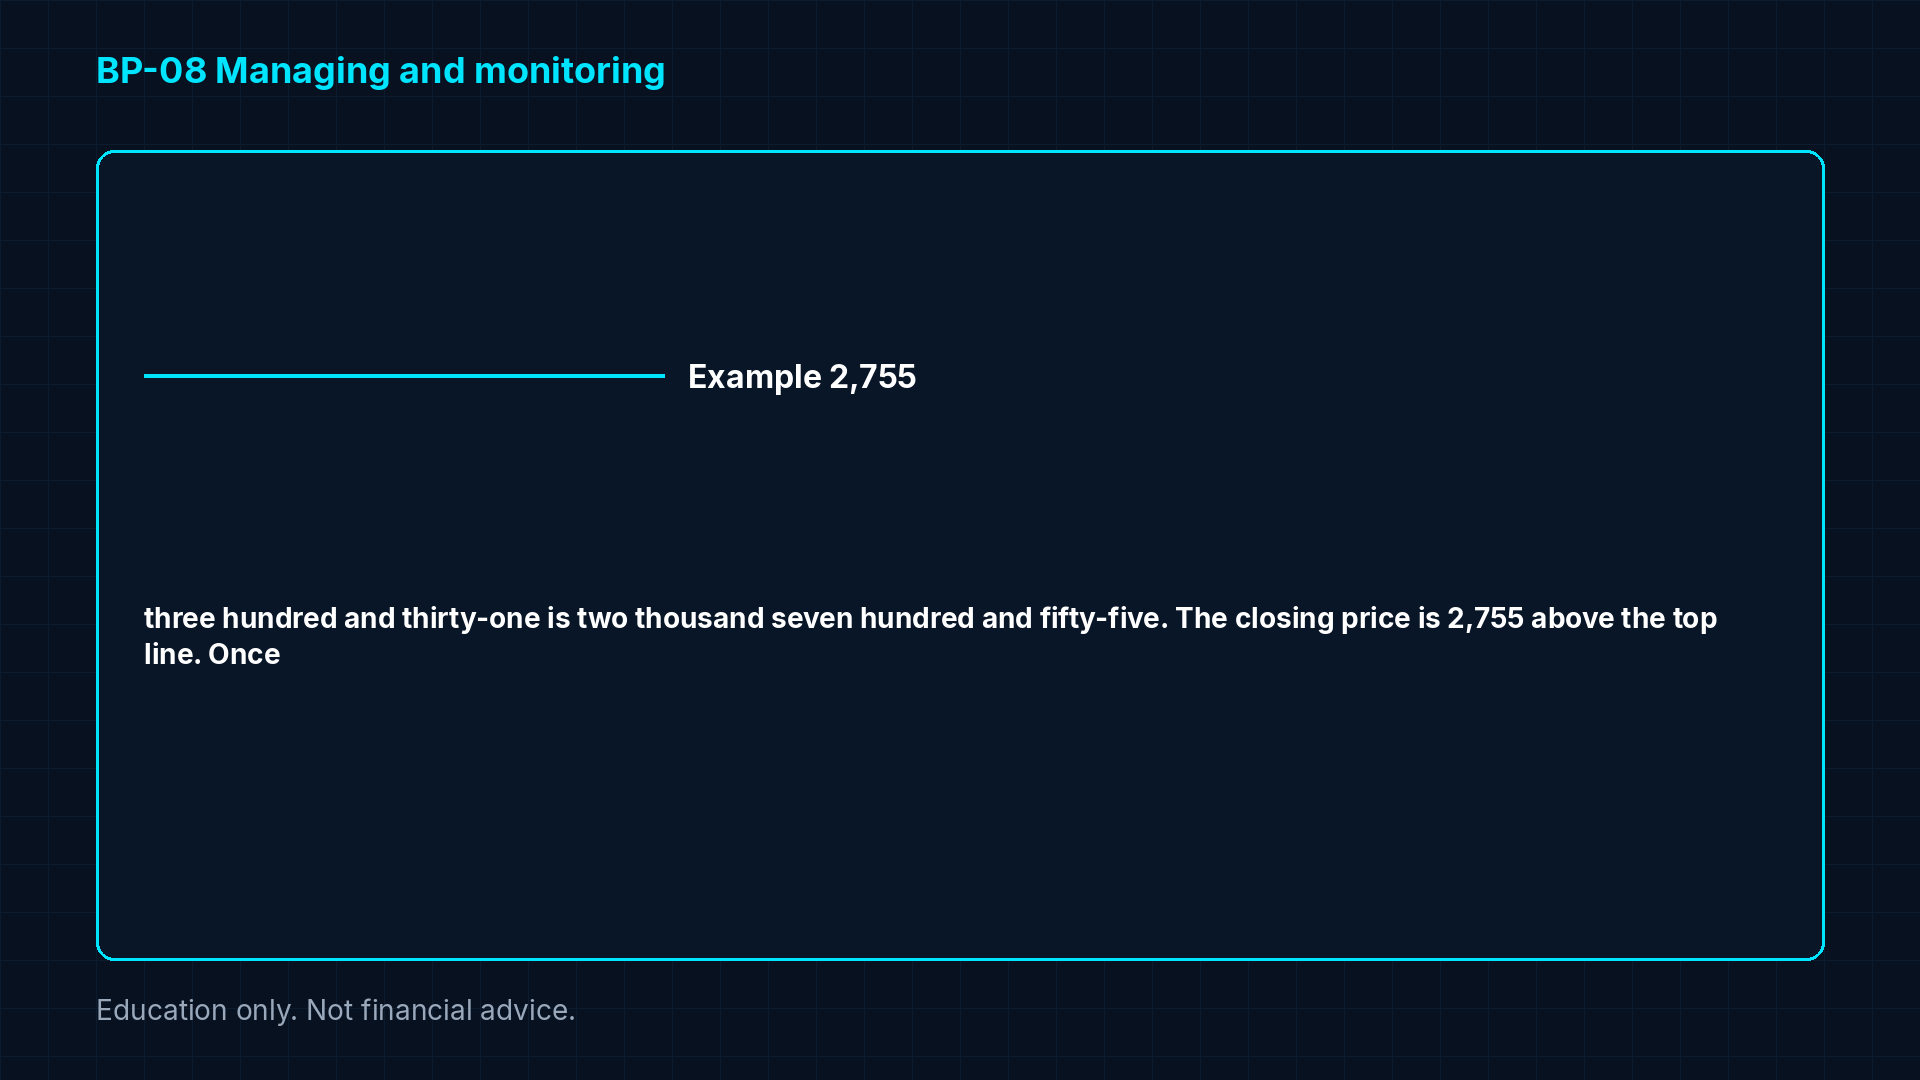 BP-08 Managing and monitoring
Example 2,755
three hundred and thirty-one is two thousand seven hundred and fifty-five. The closing price is 2,755 above the top
line. Once
Education only. Not financial advice.